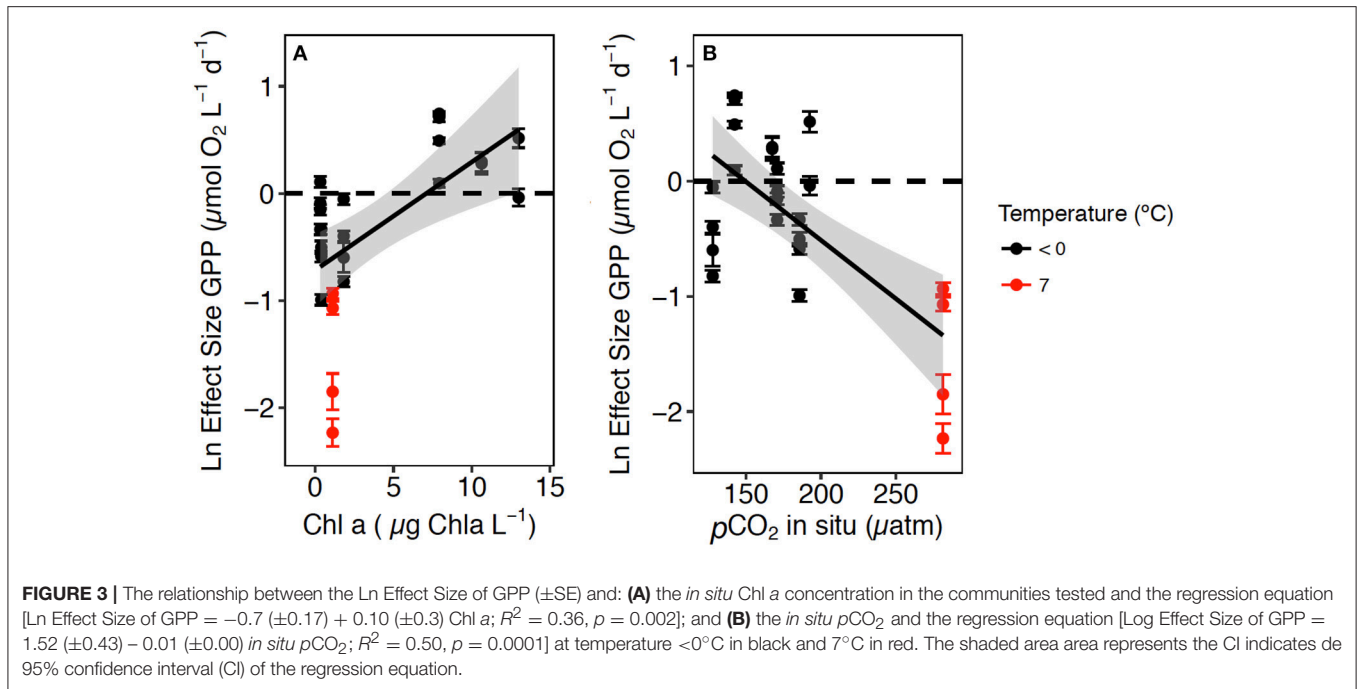 A
Ln Effect Size GPP (μmol O₂ L⁻¹ d⁻¹)
1
0
−1
−2
0 5 10 15
Chl a ( μg Chla L⁻¹)
B
Ln Effect Size GPP (μmol O₂ L⁻¹ d⁻¹)
1
0
−1
−2
150 200 250
pCO₂ in situ (μatm)
Temperature (ºC)
< 0
7
FIGURE 3 | The relationship between the Ln Effect Size of GPP (±SE) and: (A) the in situ Chl a concentration in the communities tested and the regression equation
[Ln Effect Size of GPP = −0.7 (±0.17) + 0.10 (±0.3) Chl a; R² = 0.36, p = 0.002]; and (B) the in situ pCO₂ and the regression equation [Log Effect Size of GPP =
1.52 (±0.43) – 0.01 (±0.00) in situ pCO₂; R² = 0.50, p = 0.0001] at temperature <0°C in black and 7°C in red. The shaded area area represents the CI indicates de
95% confidence interval (CI) of the regression equation.